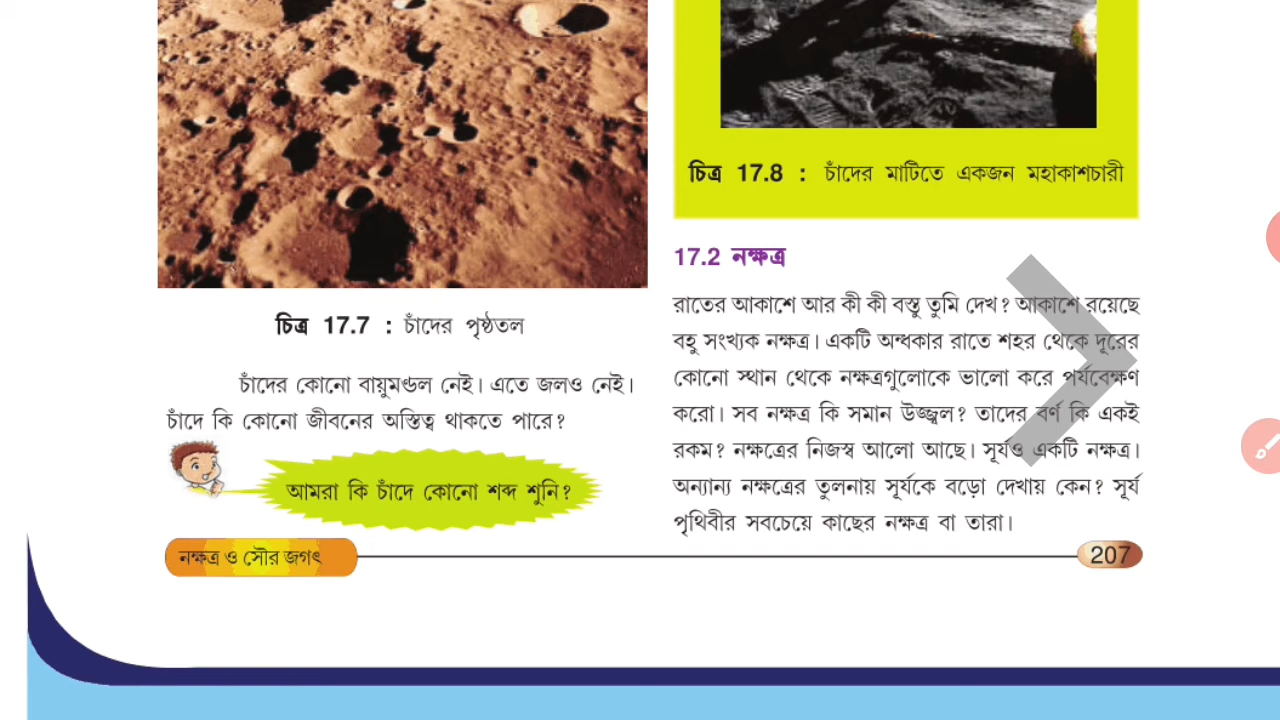 চিত্র 17.7 : চাঁদের পৃষ্ঠতল
চাঁদের কোনো বায়ুমণ্ডল নেই। এতে জলও নেই।
চাঁদে কি কোনো জীবনের অস্তিত্ব থাকতে পারে?
আমরা কি চাঁদে কোনো শব্দ শুনি?
চিত্র 17.8 : চাঁদের মাটিতে একজন মহাকাশচারী
17.2 নক্ষত্র
রাতের আকাশে আর কী কী বস্তু তুমি দেখ? আকাশে রয়েছে
বহু সংখ্যক নক্ষত্র। একটি অন্ধকার রাতে শহর থেকে দূরের
কোনো স্থান থেকে নক্ষত্রগুলোকে ভালো করে পর্যবেক্ষণ
করো। সব নক্ষত্র কি সমান উজ্জ্বল? তাদের বর্ণ কি একই
রকম? নক্ষত্রের নিজস্ব আলো আছে। সূর্যও একটি নক্ষত্র।
অন্যান্য নক্ষত্রের তুলনায় সূর্যকে বড়ো দেখায় কেন? সূর্য
পৃথিবীর সবচেয়ে কাছের নক্ষত্র বা তারা।
নক্ষত্র ও সৌর জগৎ
207